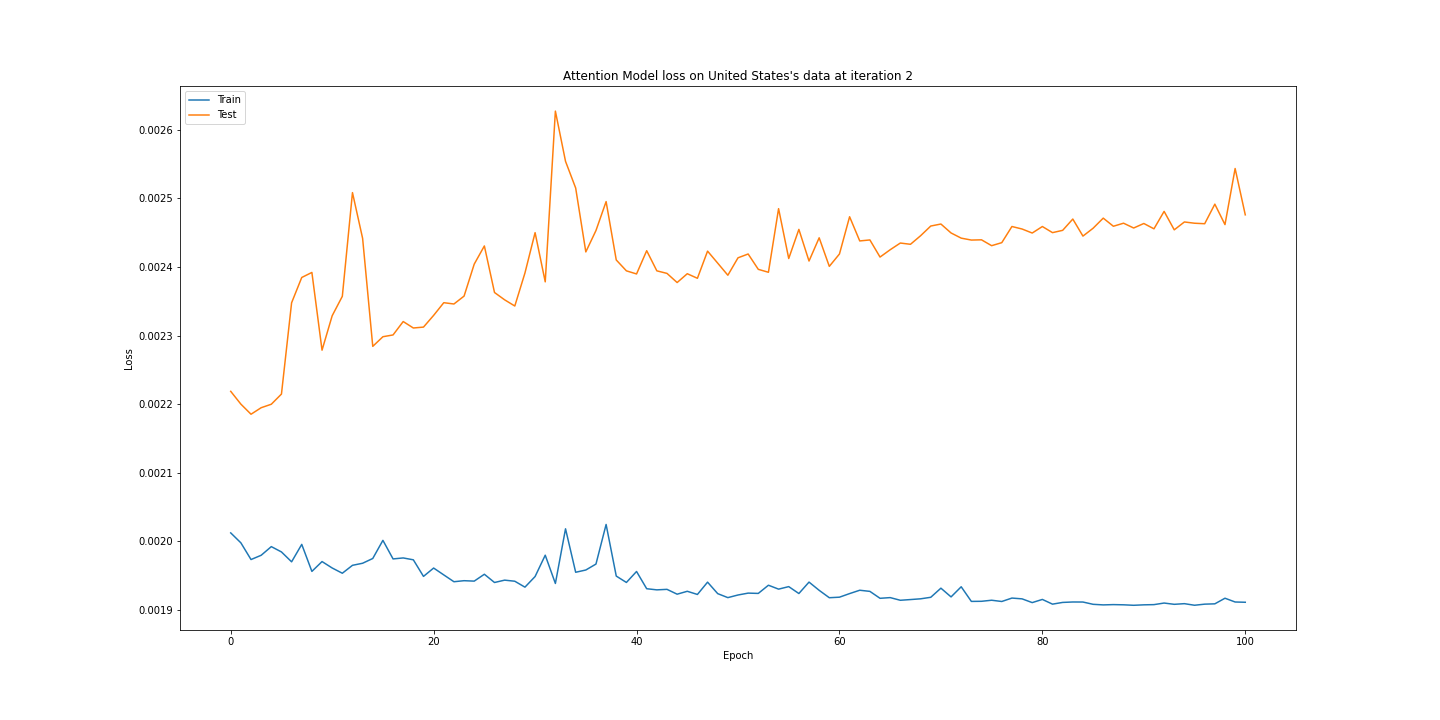 Attention Model loss on United States's data at iteration 2
Train
Test
0.0026
0.0025
0.0024
0.0023
0.0022
0.0021
0.0020
0.0019
Loss
0 20 40 60 80 100
Epoch